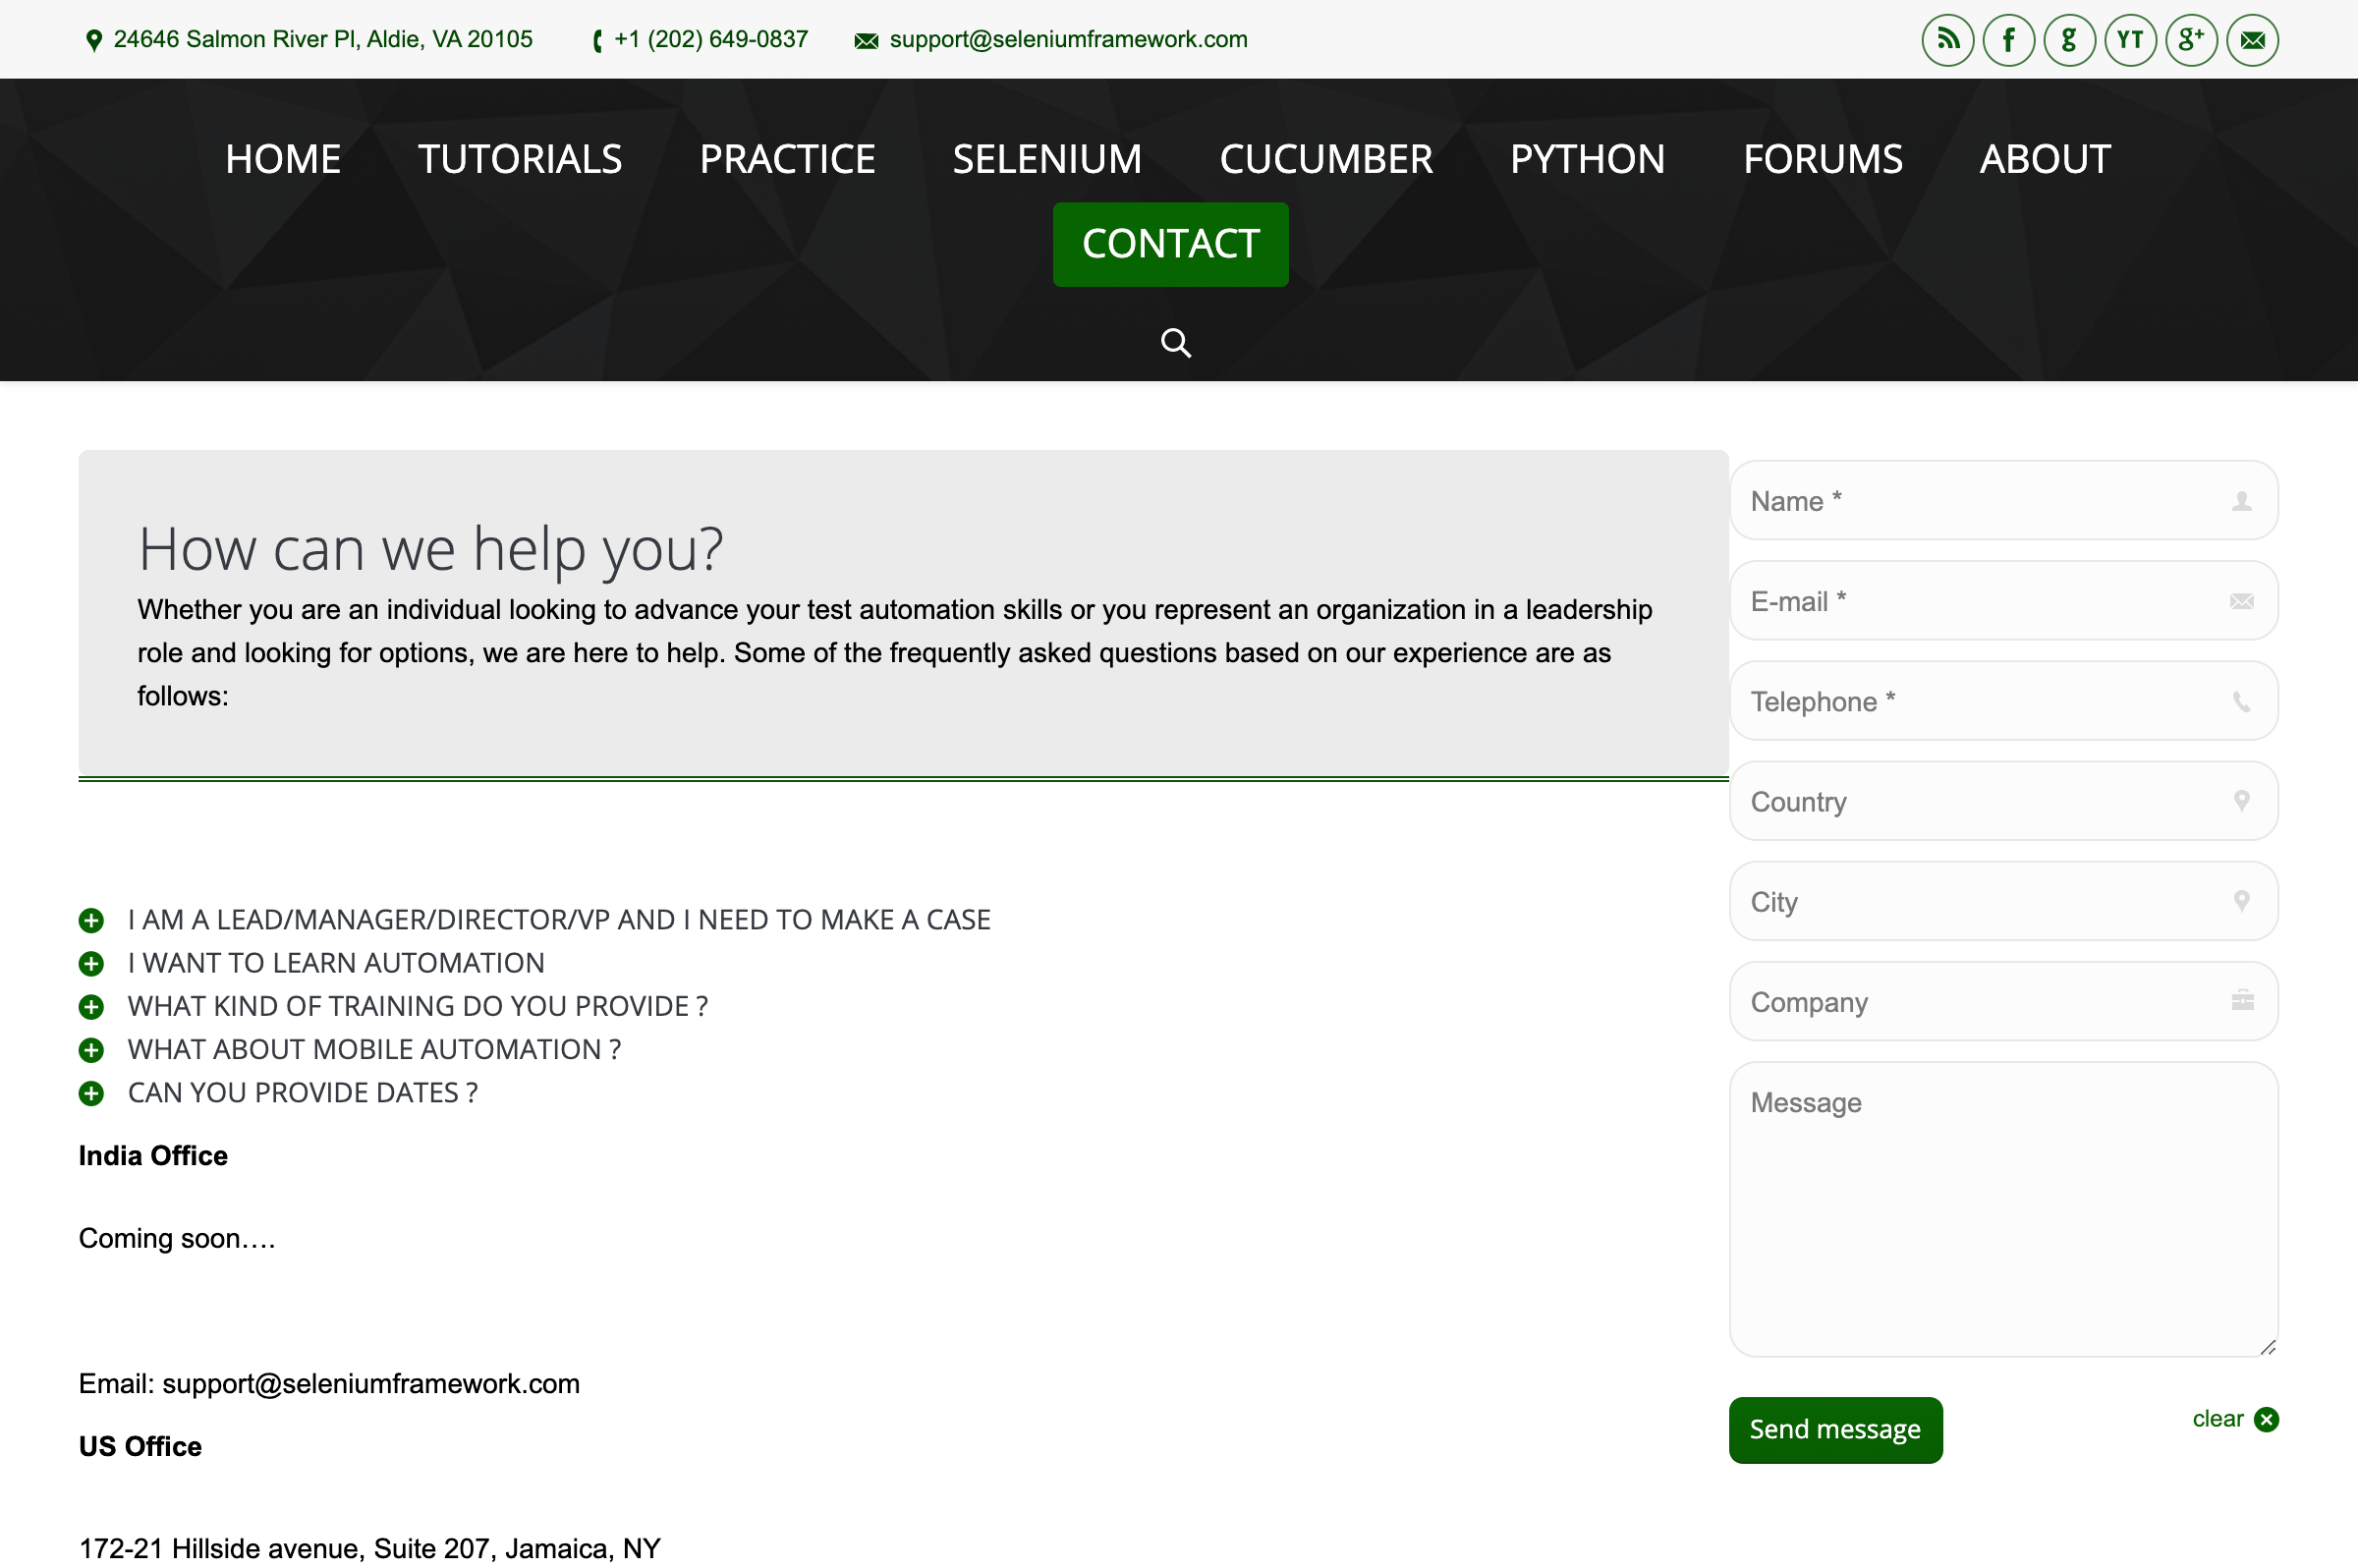 24646 Salmon River Pl, Aldie, VA 20105
+1 (202) 649-0837
support@seleniumframework.com
YT
HOME
TUTORIALS
PRACTICE
SELENIUM
CUCUMBER
PYTHON
FORUMS
ABOUT
CONTACT
How can we help you?
Whether you are an individual looking to advance your test automation skills or you represent an organization in a leadership
role and looking for options, we are here to help. Some of the frequently asked questions based on our experience are as
follows:
I AM A LEAD/MANAGER/DIRECTOR/VP AND I NEED TO MAKE A CASE
I WANT TO LEARN AUTOMATION
WHAT KIND OF TRAINING DO YOU PROVIDE ?
WHAT ABOUT MOBILE AUTOMATION ?
CAN YOU PROVIDE DATES ?
India Office
Coming soon….
Email: support@seleniumframework.com
US Office
172-21 Hillside avenue, Suite 207, Jamaica, NY
Name *
E-mail *
Telephone *
Country
City
Company
Message
Send message
clear